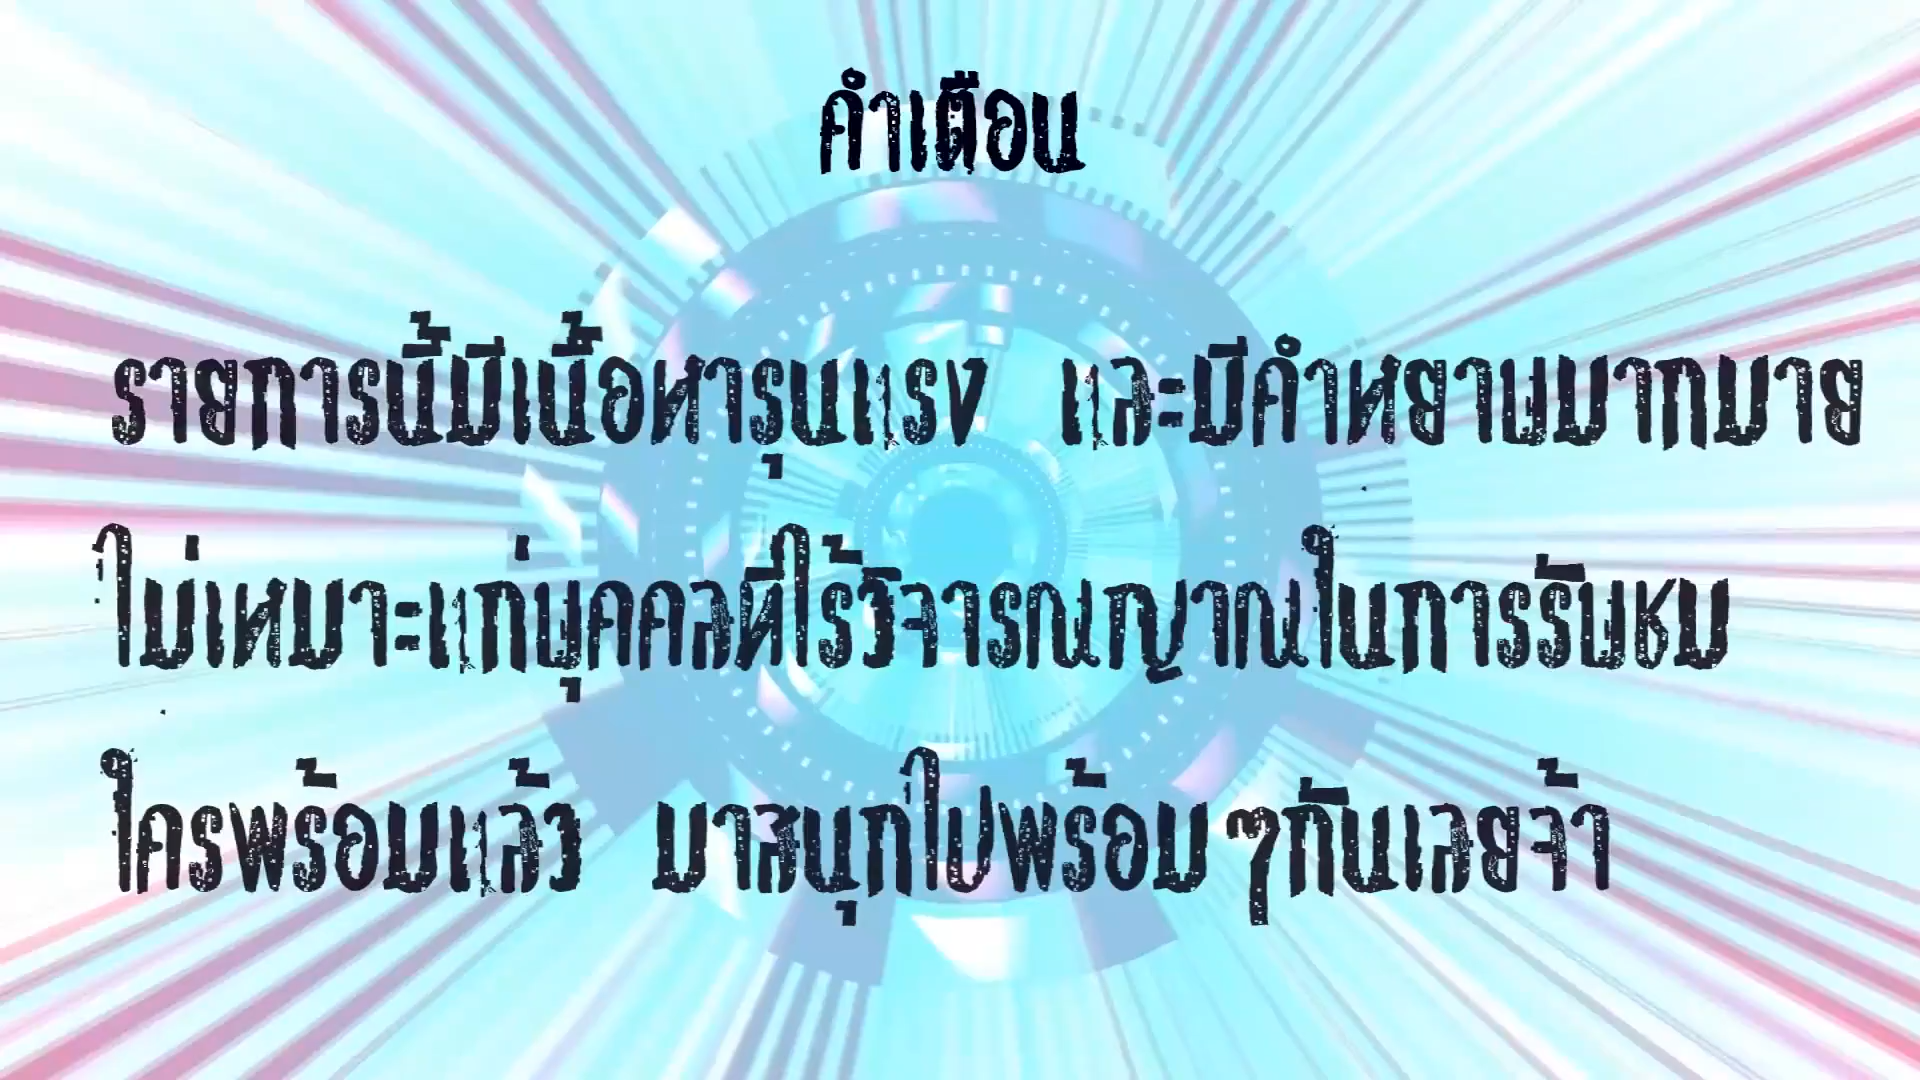 คำเตือน
รายการนี้มีเนื้อหารุนแรง และมีคำหยาบมากมาย
ไม่เหมาะแก่บุคคลที่ไร้วิจารณญาณในการรับชม
ใครพร้อมแล้ว มาสนุกไปพร้อมๆกันเลยจ้า